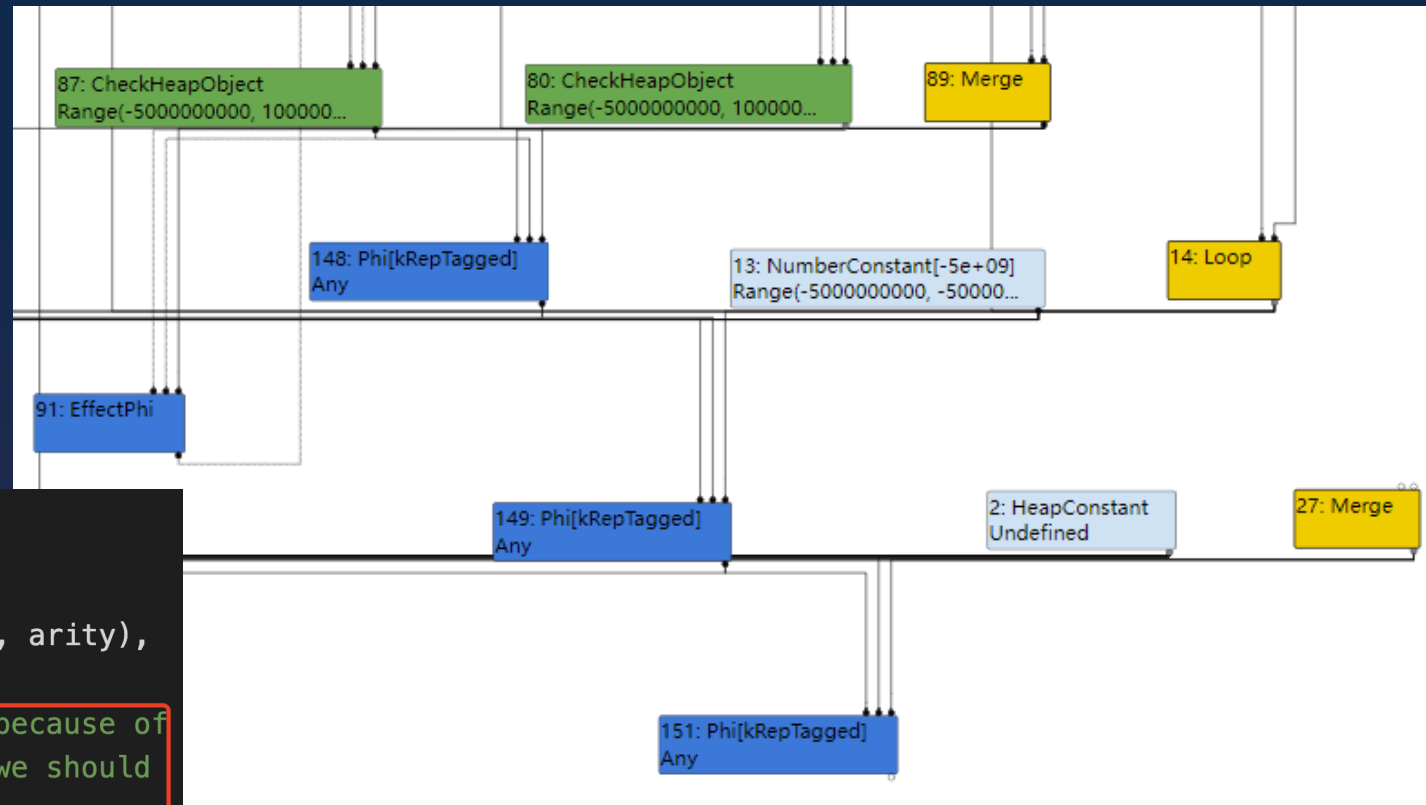 87: CheckHeapObject
Range(-5000000000, 100000...
80: CheckHeapObject
Range(-5000000000, 100000...
89: Merge
148: Phi[kRepTagged]
Any
13: NumberConstant[-5e+09]
Range(-5000000000, -50000...
14: Loop
91: EffectPhi
149: Phi[kRepTagged]
Any
2: HeapConstant
Undefined
27: Merge
, arity),
because of
we should
151: Phi[kRepTagged]
Any